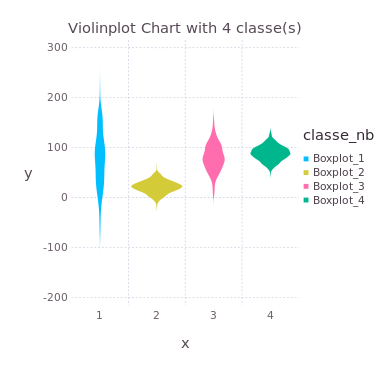 Violinplot Chart with 4 classe(s)
300
200
100
0
-100
-200
y
1 2 3 4
x
classe_nb
Boxplot_1
Boxplot_2
Boxplot_3
Boxplot_4